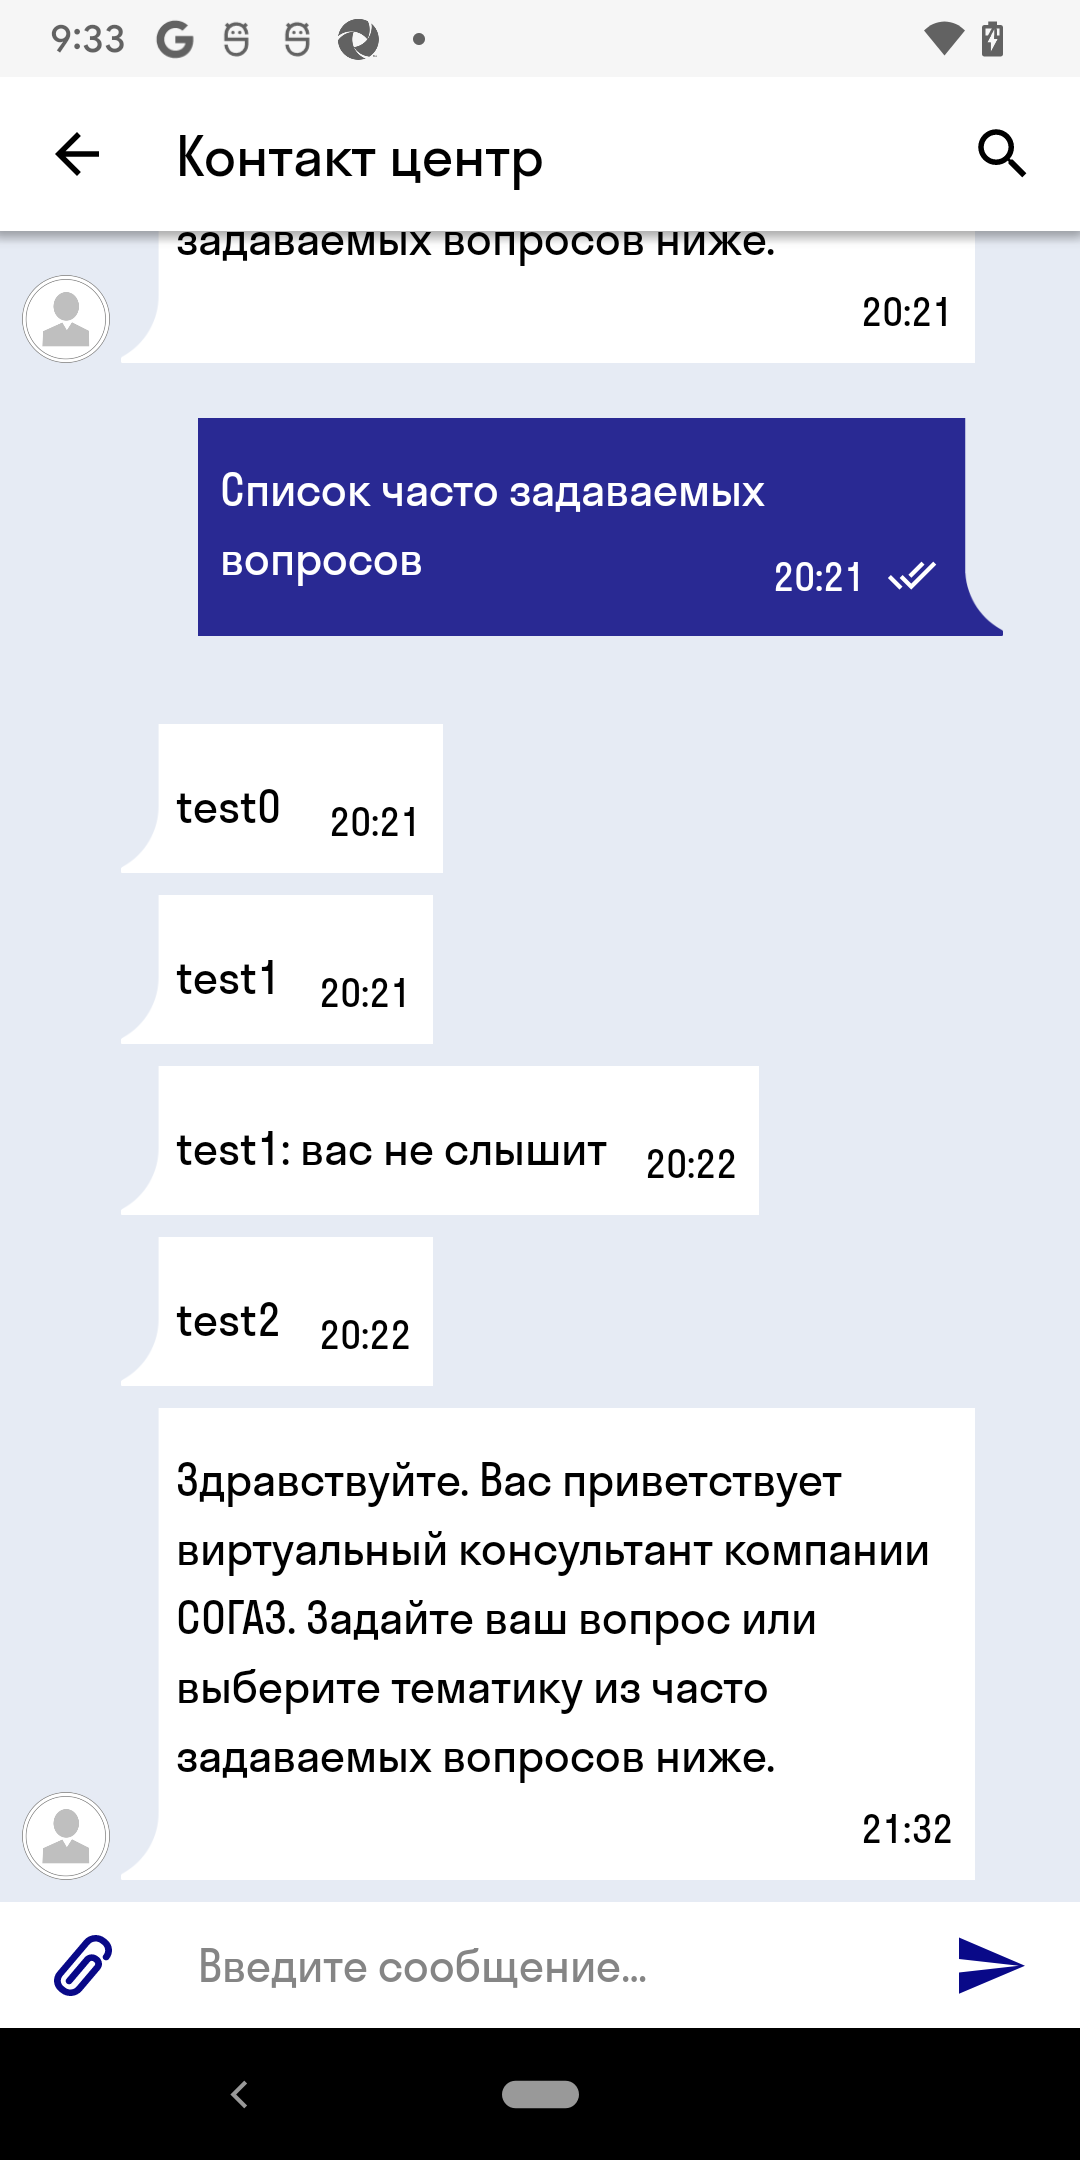 9:33
Контакт центр
задаваемых вопросов ниже.
20:21
Список часто задаваемых
вопросов
20:21
test0 20:21
test1 20:21
test1: вас не слышит 20:22
test2 20:22
Здравствуйте. Вас приветствует
виртуальный консультант компании
СОГАЗ. Задайте ваш вопрос или
выберите тематику из часто
задаваемых вопросов ниже.
21:32
Введите сообщение...